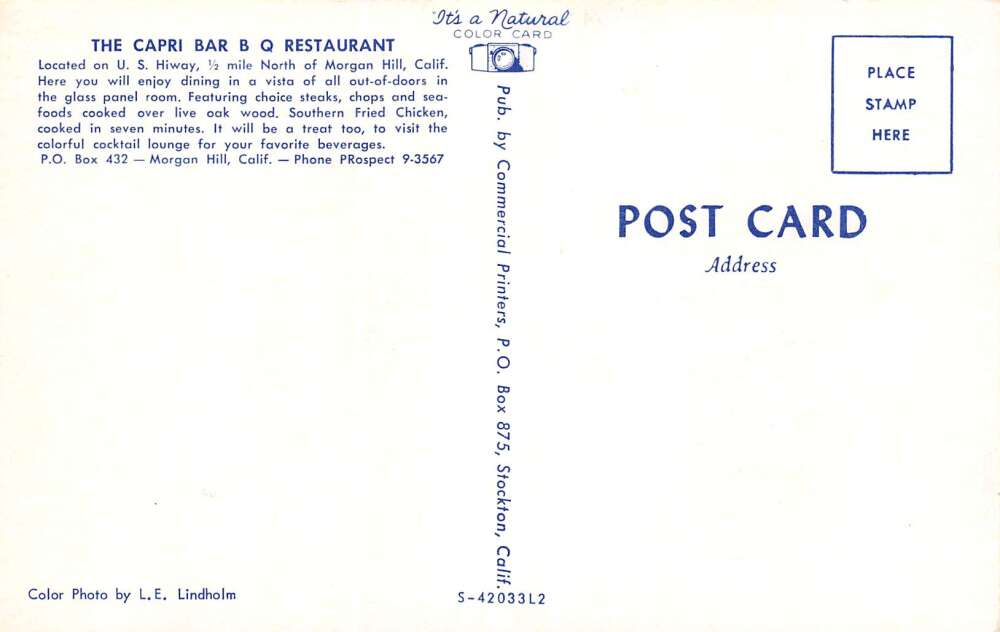 THE CAPRI BAR B Q RESTAURANT
Located on U. S. Hiway, ½ mile North of Morgan Hill, Calif.
Here you will enjoy dining in a vista of all out-of-doors in
the glass panel room. Featuring choice steaks, chops and sea-
foods cooked over live oak wood. Southern Fried Chicken,
cooked in seven minutes. It will be a treat too, to visit the
colorful cocktail lounge for your favorite beverages.
P.O. Box 432 — Morgan Hill, Calif. — Phone PRospect 9-3567
Color Photo by L.E. Lindholm
It's a Natural
COLOR CARD
Pub. by Commercial Printers, P.O. Box 875, Stockton, Calif.
S-42033L2
PLACE
STAMP
HERE
POST CARD
Address